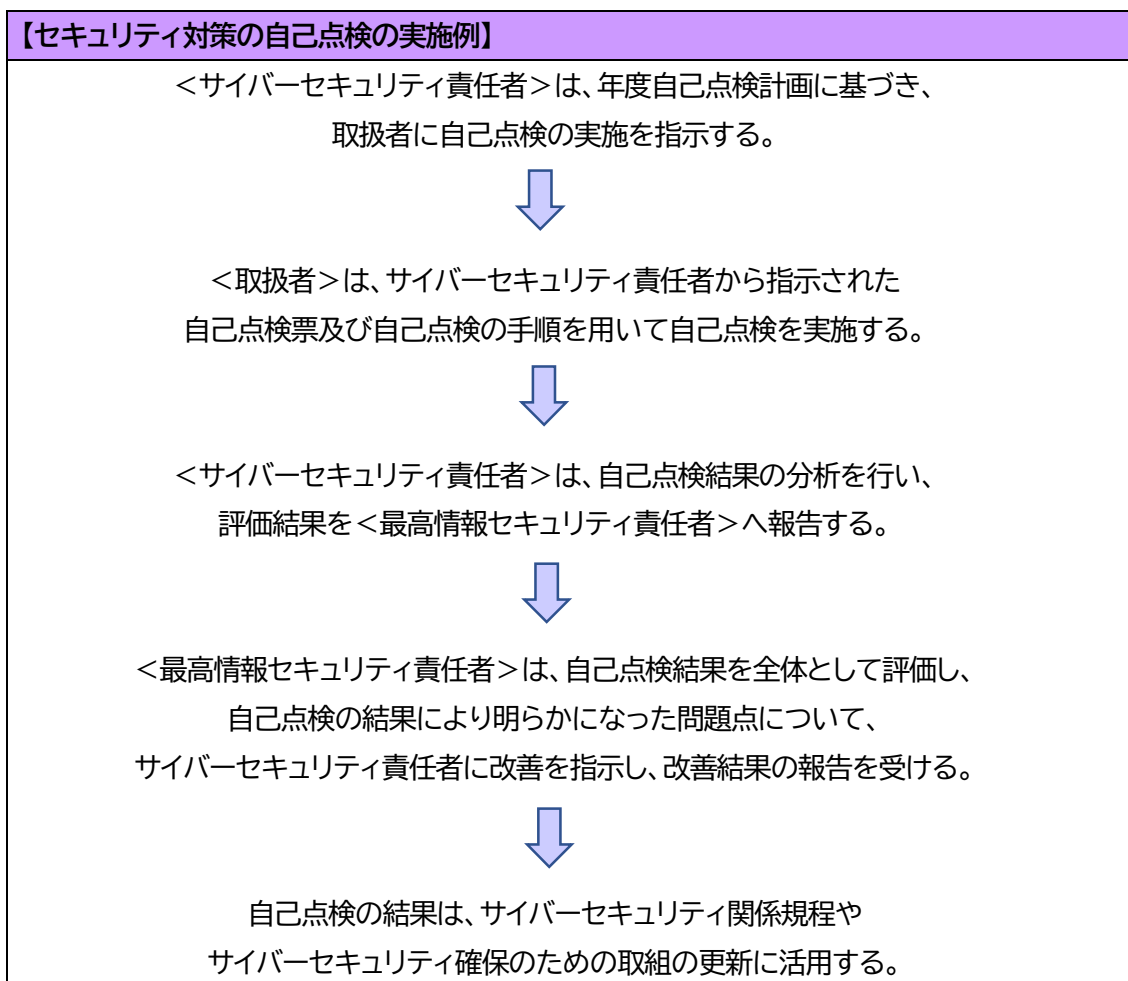 【セキュリティ対策の自己点検の実施例】
＜サイバーセキュリティ責任者＞は、年度自己点検計画に基づき、
取扱者に自己点検の実施を指示する。
＜取扱者＞は、サイバーセキュリティ責任者から指示された
自己点検票及び自己点検の手順を用いて自己点検を実施する。
＜サイバーセキュリティ責任者＞は、自己点検結果の分析を行い、
評価結果を＜最高情報セキュリティ責任者＞へ報告する。
＜最高情報セキュリティ責任者＞は、自己点検結果を全体として評価し、
自己点検の結果により明らかになった問題点について、
サイバーセキュリティ責任者に改善を指示し、改善結果の報告を受ける。
自己点検の結果は、サイバーセキュリティ関係規程や
サイバーセキュリティ確保のための取組の更新に活用する。